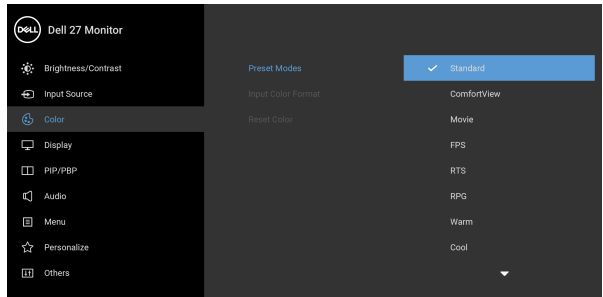 DELL Dell 27 Monitor
Brightness/Contrast
Input Source
Color
Display
PIP/PBP
Audio
Menu
Personalize
Others
Preset Modes
Input Color Format
Reset Color
Standard
ComfortView
Movie
FPS
RTS
RPG
Warm
Cool